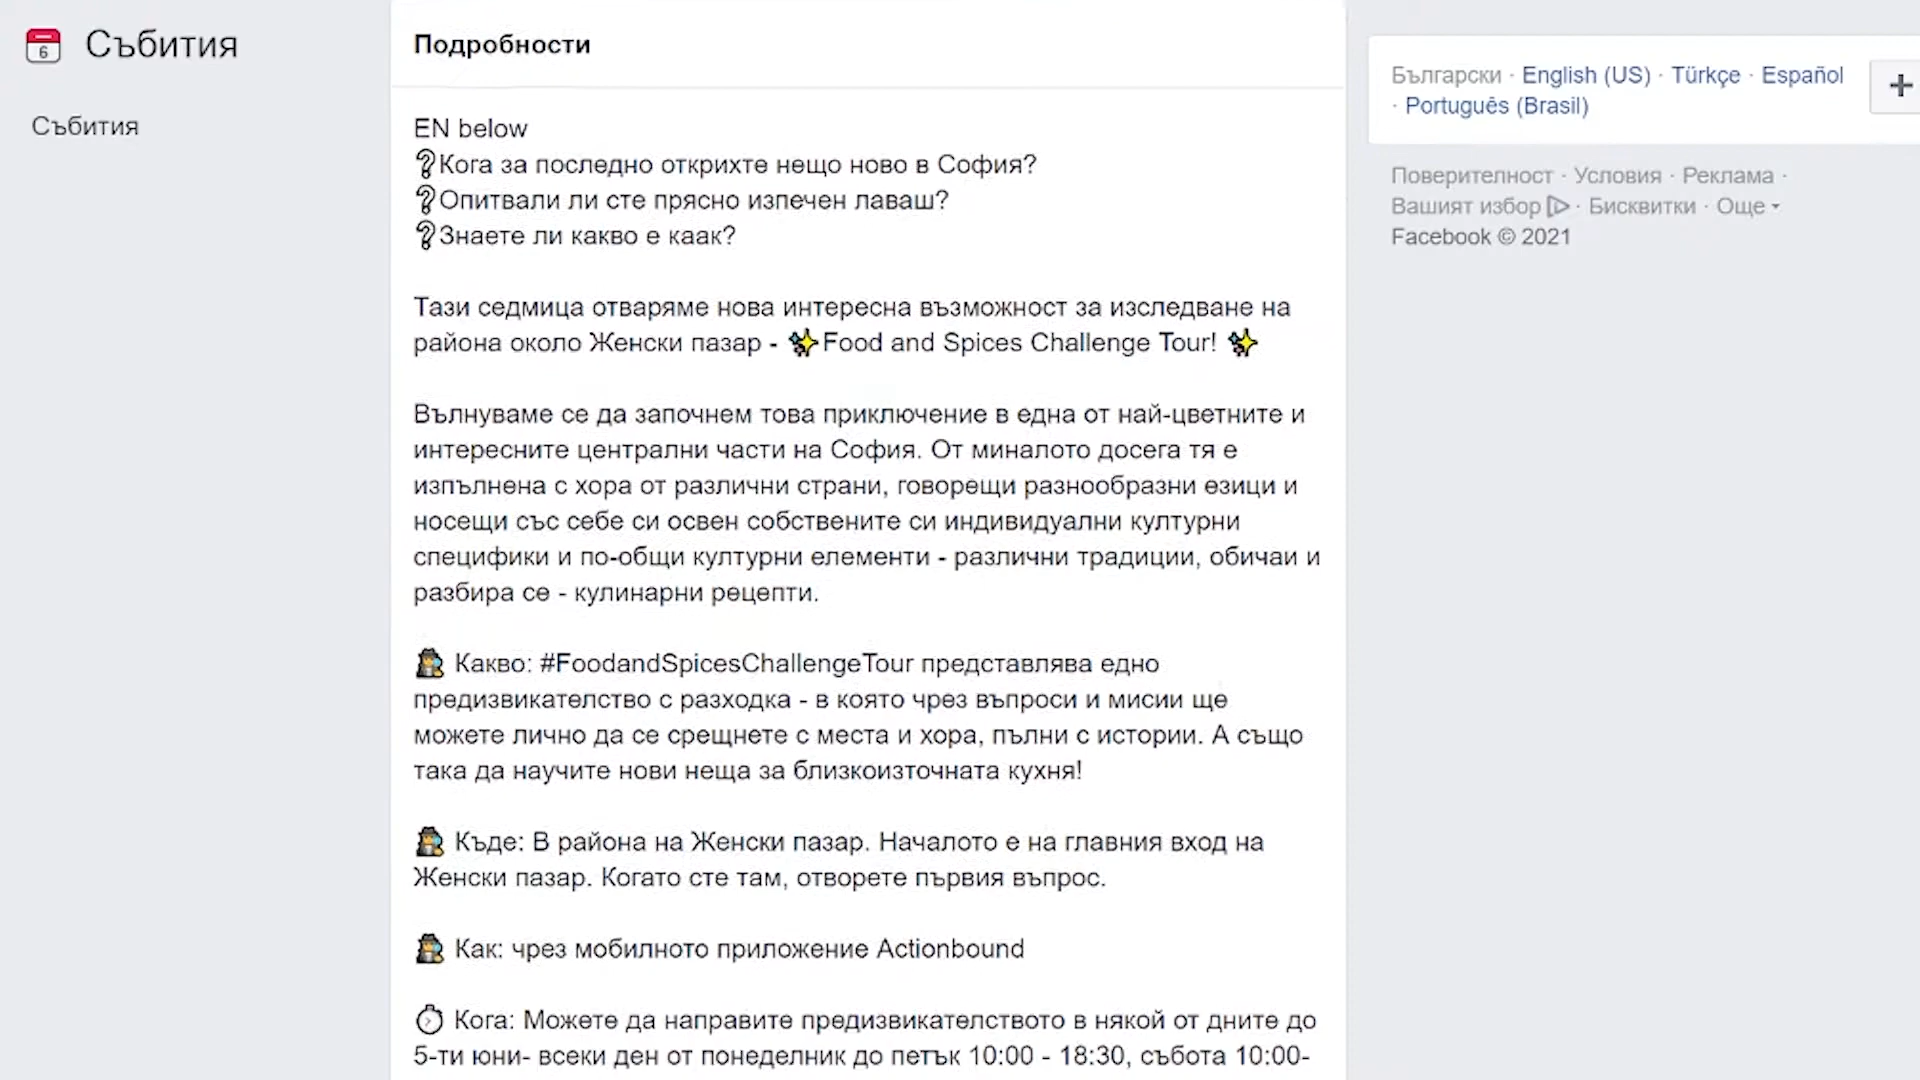 6
Събития
Събития
Подробности
EN below
Кога за последно открихте нещо ново в София?
Опитвали ли сте прясно изпечен лаваш?
Знаете ли какво е каак?
Тази седмица отваряме нова интересна възможност за изследване на
района около Женски пазар - ✨Food and Spices Challenge Tour! ✨
Вълнуваме се да започнем това приключение в една от най-цветните и
интересните централни части на София. От миналото досега тя е
изпълнена с хора от различни страни, говорещи разнообразни езици и
носещи със себе си освен собствените си индивидуални културни
специфики и по-общи културни елементи - различни традиции, обичаи и
разбира се - кулинарни рецепти.
Какво: #FoodandSpicesChallengeTour представлява едно
предизвикателство с разходка - в която чрез въпроси и мисии ще
можете лично да се срещнете с места и хора, пълни с истории. А също
така да научите нови неща за близкоизточната кухня!
Къде: В района на Женски пазар. Началото е на главния вход на
Женски пазар. Когато сте там, отворете първия въпрос.
Как: чрез мобилното приложение Actionbound
Кога: Можете да направите предизвикателството в някой от дните до
5-ти юни- всеки ден от понеделник до петък 10:00 - 18:30, събота 10:00-
Български · English (US) · Türkçe · Español
· Português (Brasil)
+
Поверителност · Условия · Реклама ·
Вашият избор · Бисквитки · Още
Facebook © 2021